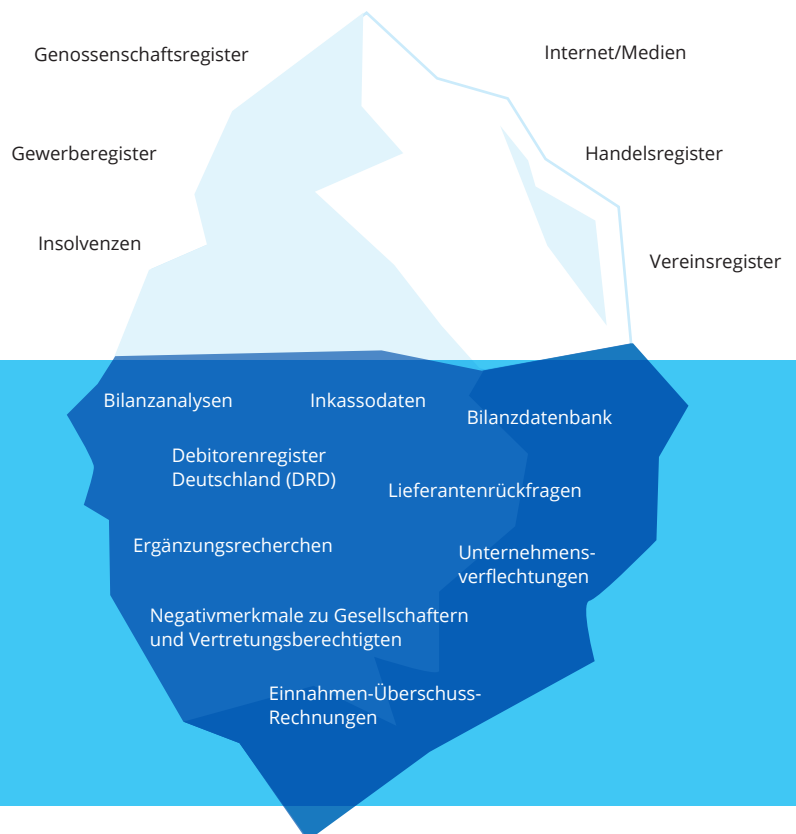 Genossenschaftsregister
Internet/Medien
Gewerberegister
Handelsregister
Insolvenzen
Vereinsregister
Bilanzanalysen
Inkassodaten
Bilanzdatenbank
Debitorenregister
Deutschland (DRD)
Lieferantenrückfragen
Ergänzungsrecherchen
Unternehmens-
verflechtungen
Negativmerkmale zu Gesellschaftern
und Vertretungsberechtigten
Einnahmen-Überschuss-
Rechnungen